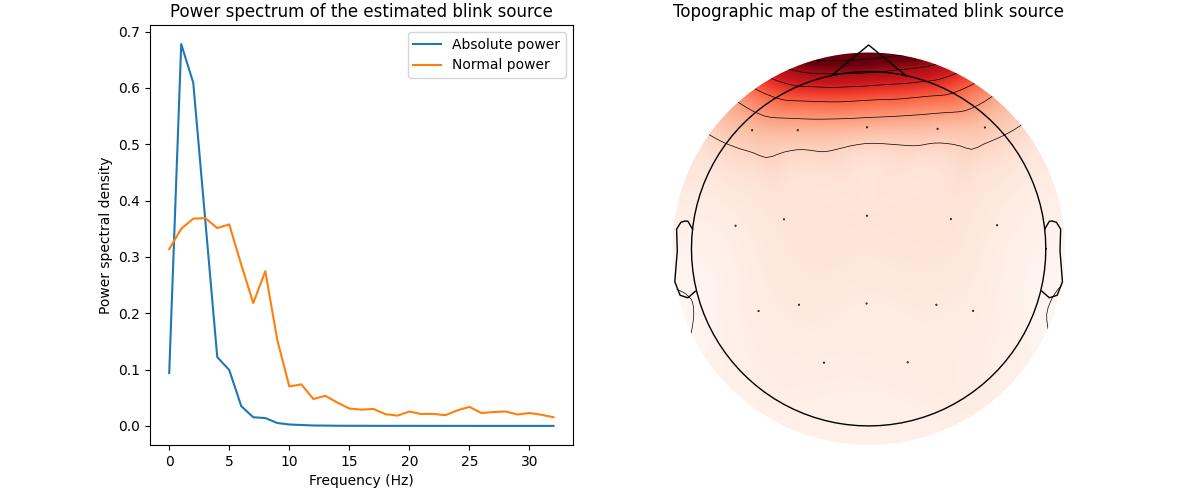 Power spectrum of the estimated blink source
Topographic map of the estimated blink source
Absolute power
Normal power
Power spectral density
0.7
0.6
0.5
0.4
0.3
0.2
0.1
0.0
0 5 10 15 20 25 30
Frequency (Hz)